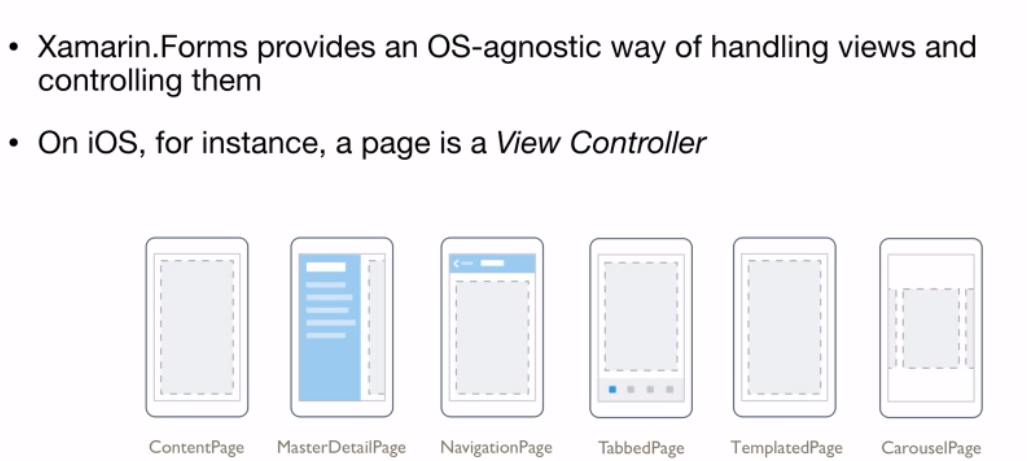 • Xamarin.Forms provides an OS-agnostic way of handling views and
controlling them
• On iOS, for instance, a page is a View Controller
ContentPage MasterDetailPage NavigationPage TabbedPage TemplatedPage CarouselPage